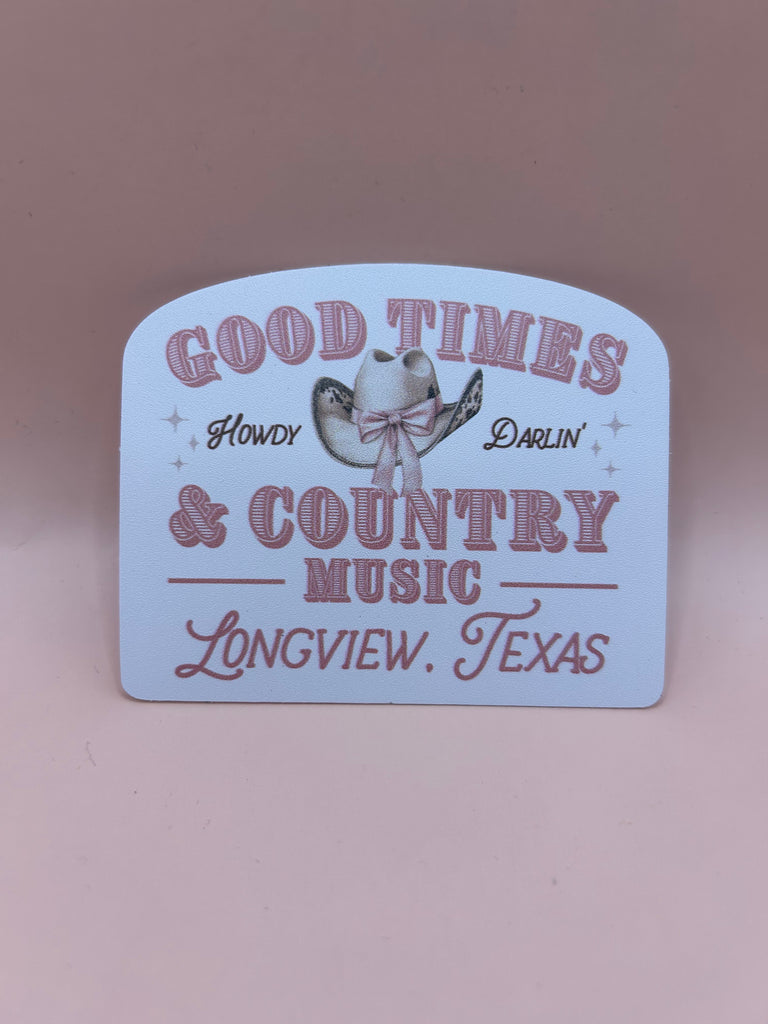 GOOD TIMES
HOWDY DARLIN'
& COUNTRY
MUSIC
LONGVIEW, TEXAS